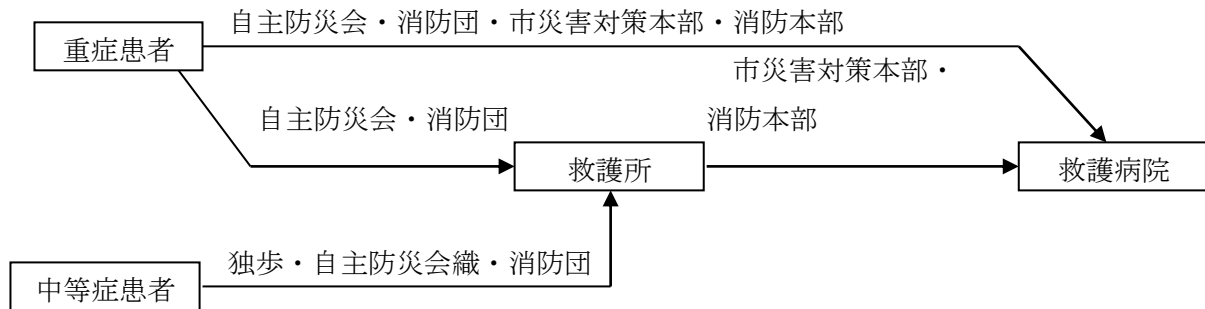 自主防災会・消防団・市災害対策本部・消防本部
重症患者
市災害対策本部・
自主防災会・消防団
消防本部
救護所
救護病院
独歩・自主防災会織・消防団
中等症患者